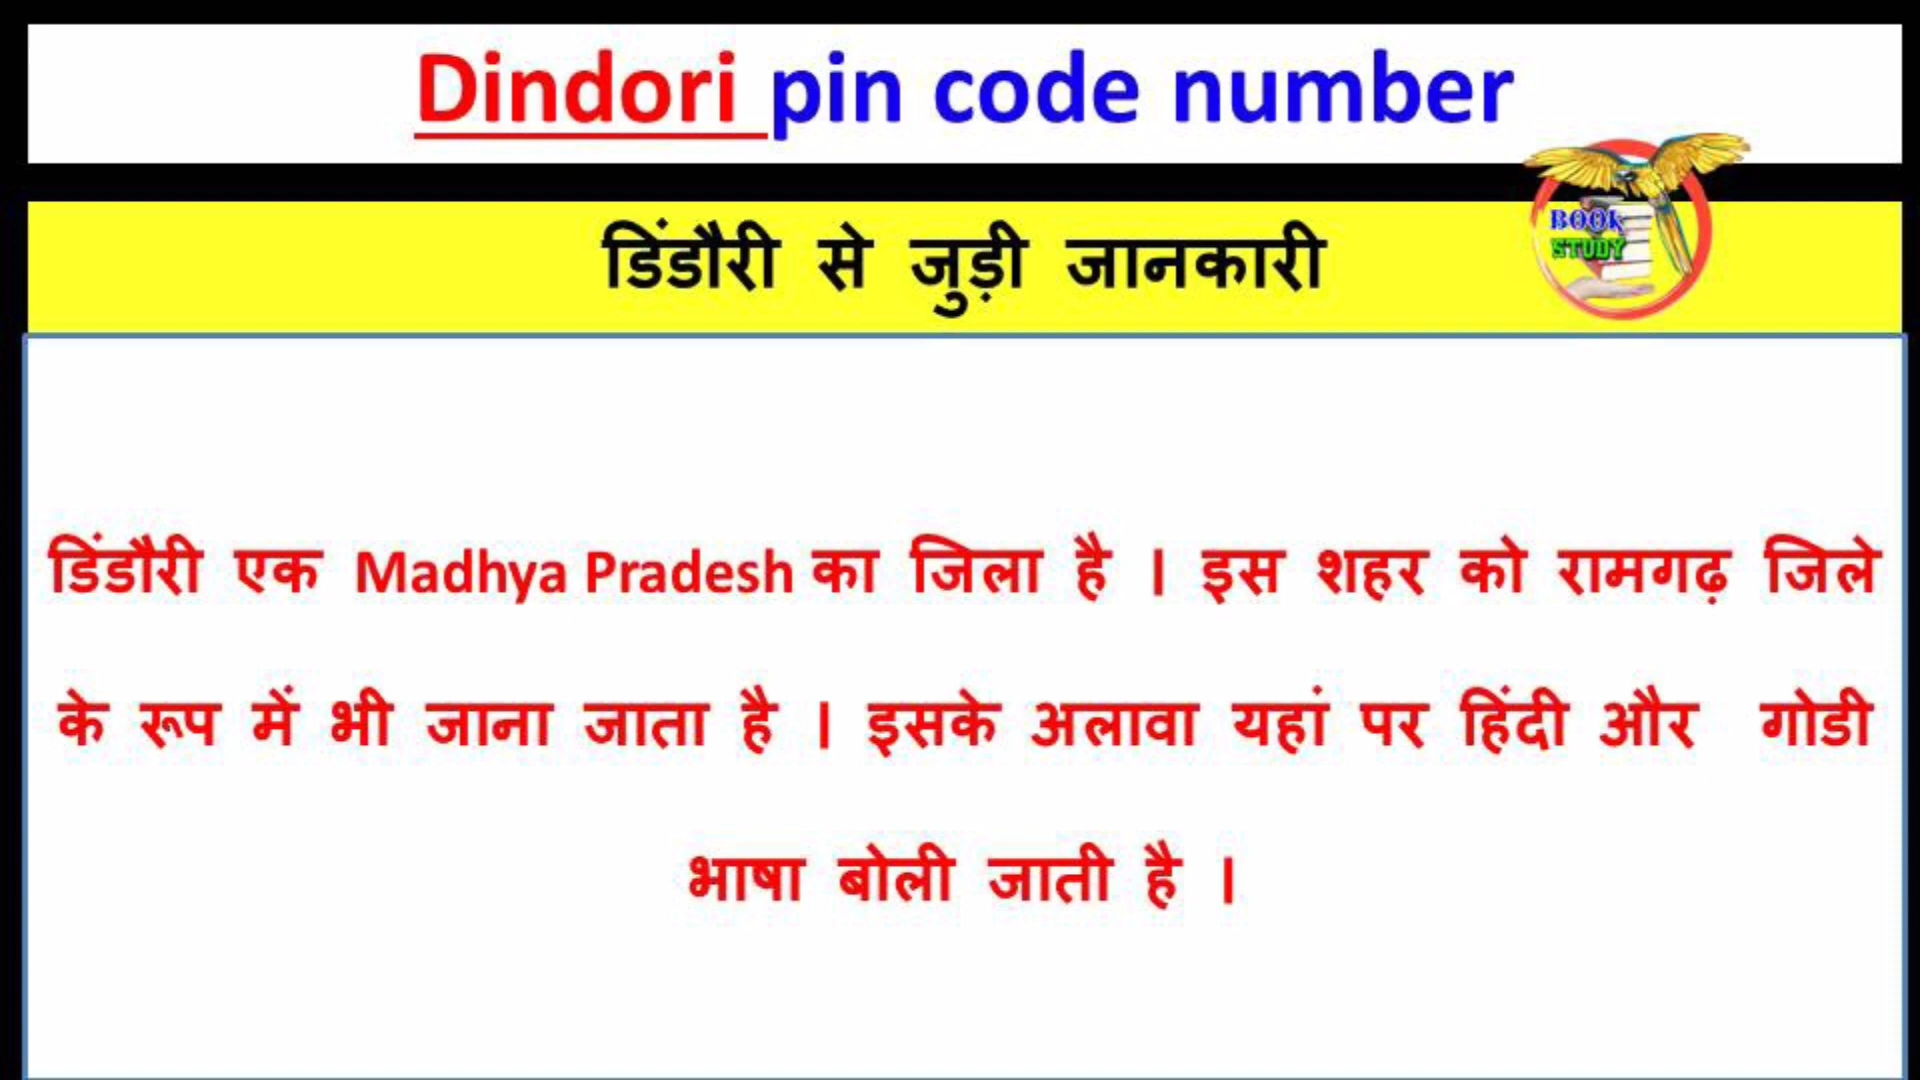 Dindori pin code number
BOOK
STUDY
डिंडौरी से जुड़ी जानकारी
डिंडौरी एक Madhya Pradesh का जिला है । इस शहर को रामगढ़ जिले
के रूप में भी जाना जाता है । इसके अलावा यहां पर हिंदी और गोडी
भाषा बोली जाती है ।